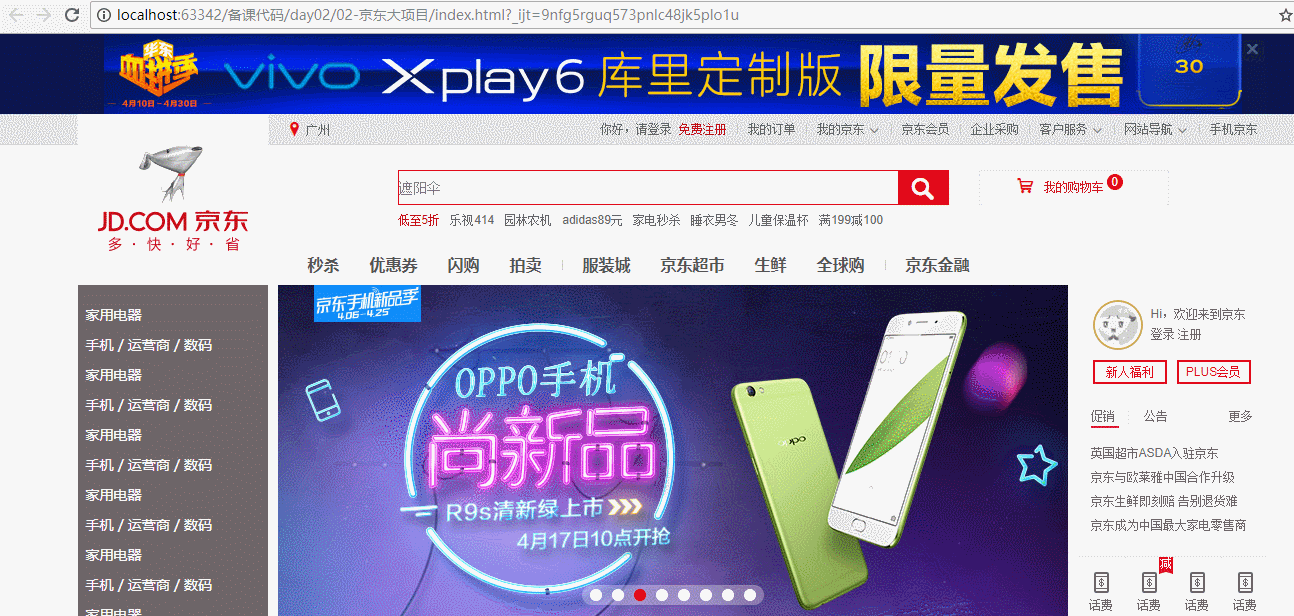 localhost:63342/备课代码/day02/02-京东大项目/index.html?_ijt=9nfg5rguq573pnlc48jk5plo1u
华东
血拼季
4月10日-4月30日
vivo Xplay6 库里定制版 限量发售
30
广州
你好，请登录 免费注册 我的订单 我的京东 京东会员 企业采购 客户服务 网站导航 手机京东
JD.COM 京东
多·快·好·省
遮阳伞
我的购物车 0
低至5折 乐视414 园林农机 adidas89元 家电秒杀 睡衣男冬 儿童保温杯 满199减100
秒杀 优惠券 闪购 拍卖 服装城 京东超市 生鲜 全球购 京东金融
家用电器
手机 / 运营商 / 数码
家用电器
手机 / 运营商 / 数码
家用电器
手机 / 运营商 / 数码
家用电器
手机 / 运营商 / 数码
家用电器
手机 / 运营商 / 数码
家用电器
京东手机新品季
4.06-4.25
OPPO手机
尚新品
R9s清新绿上市
4月17日10点开抢
oppo
Hi，欢迎来到京东
登录 注册
新人福利 PLUS会员
促销 公告 更多
英国超市ASDA入驻京东
京东与欧莱雅中国合作升级
京东生鲜即刻赔 告别退货难
京东成为中国最大家电零售商
减
话费 话费 话费 话费